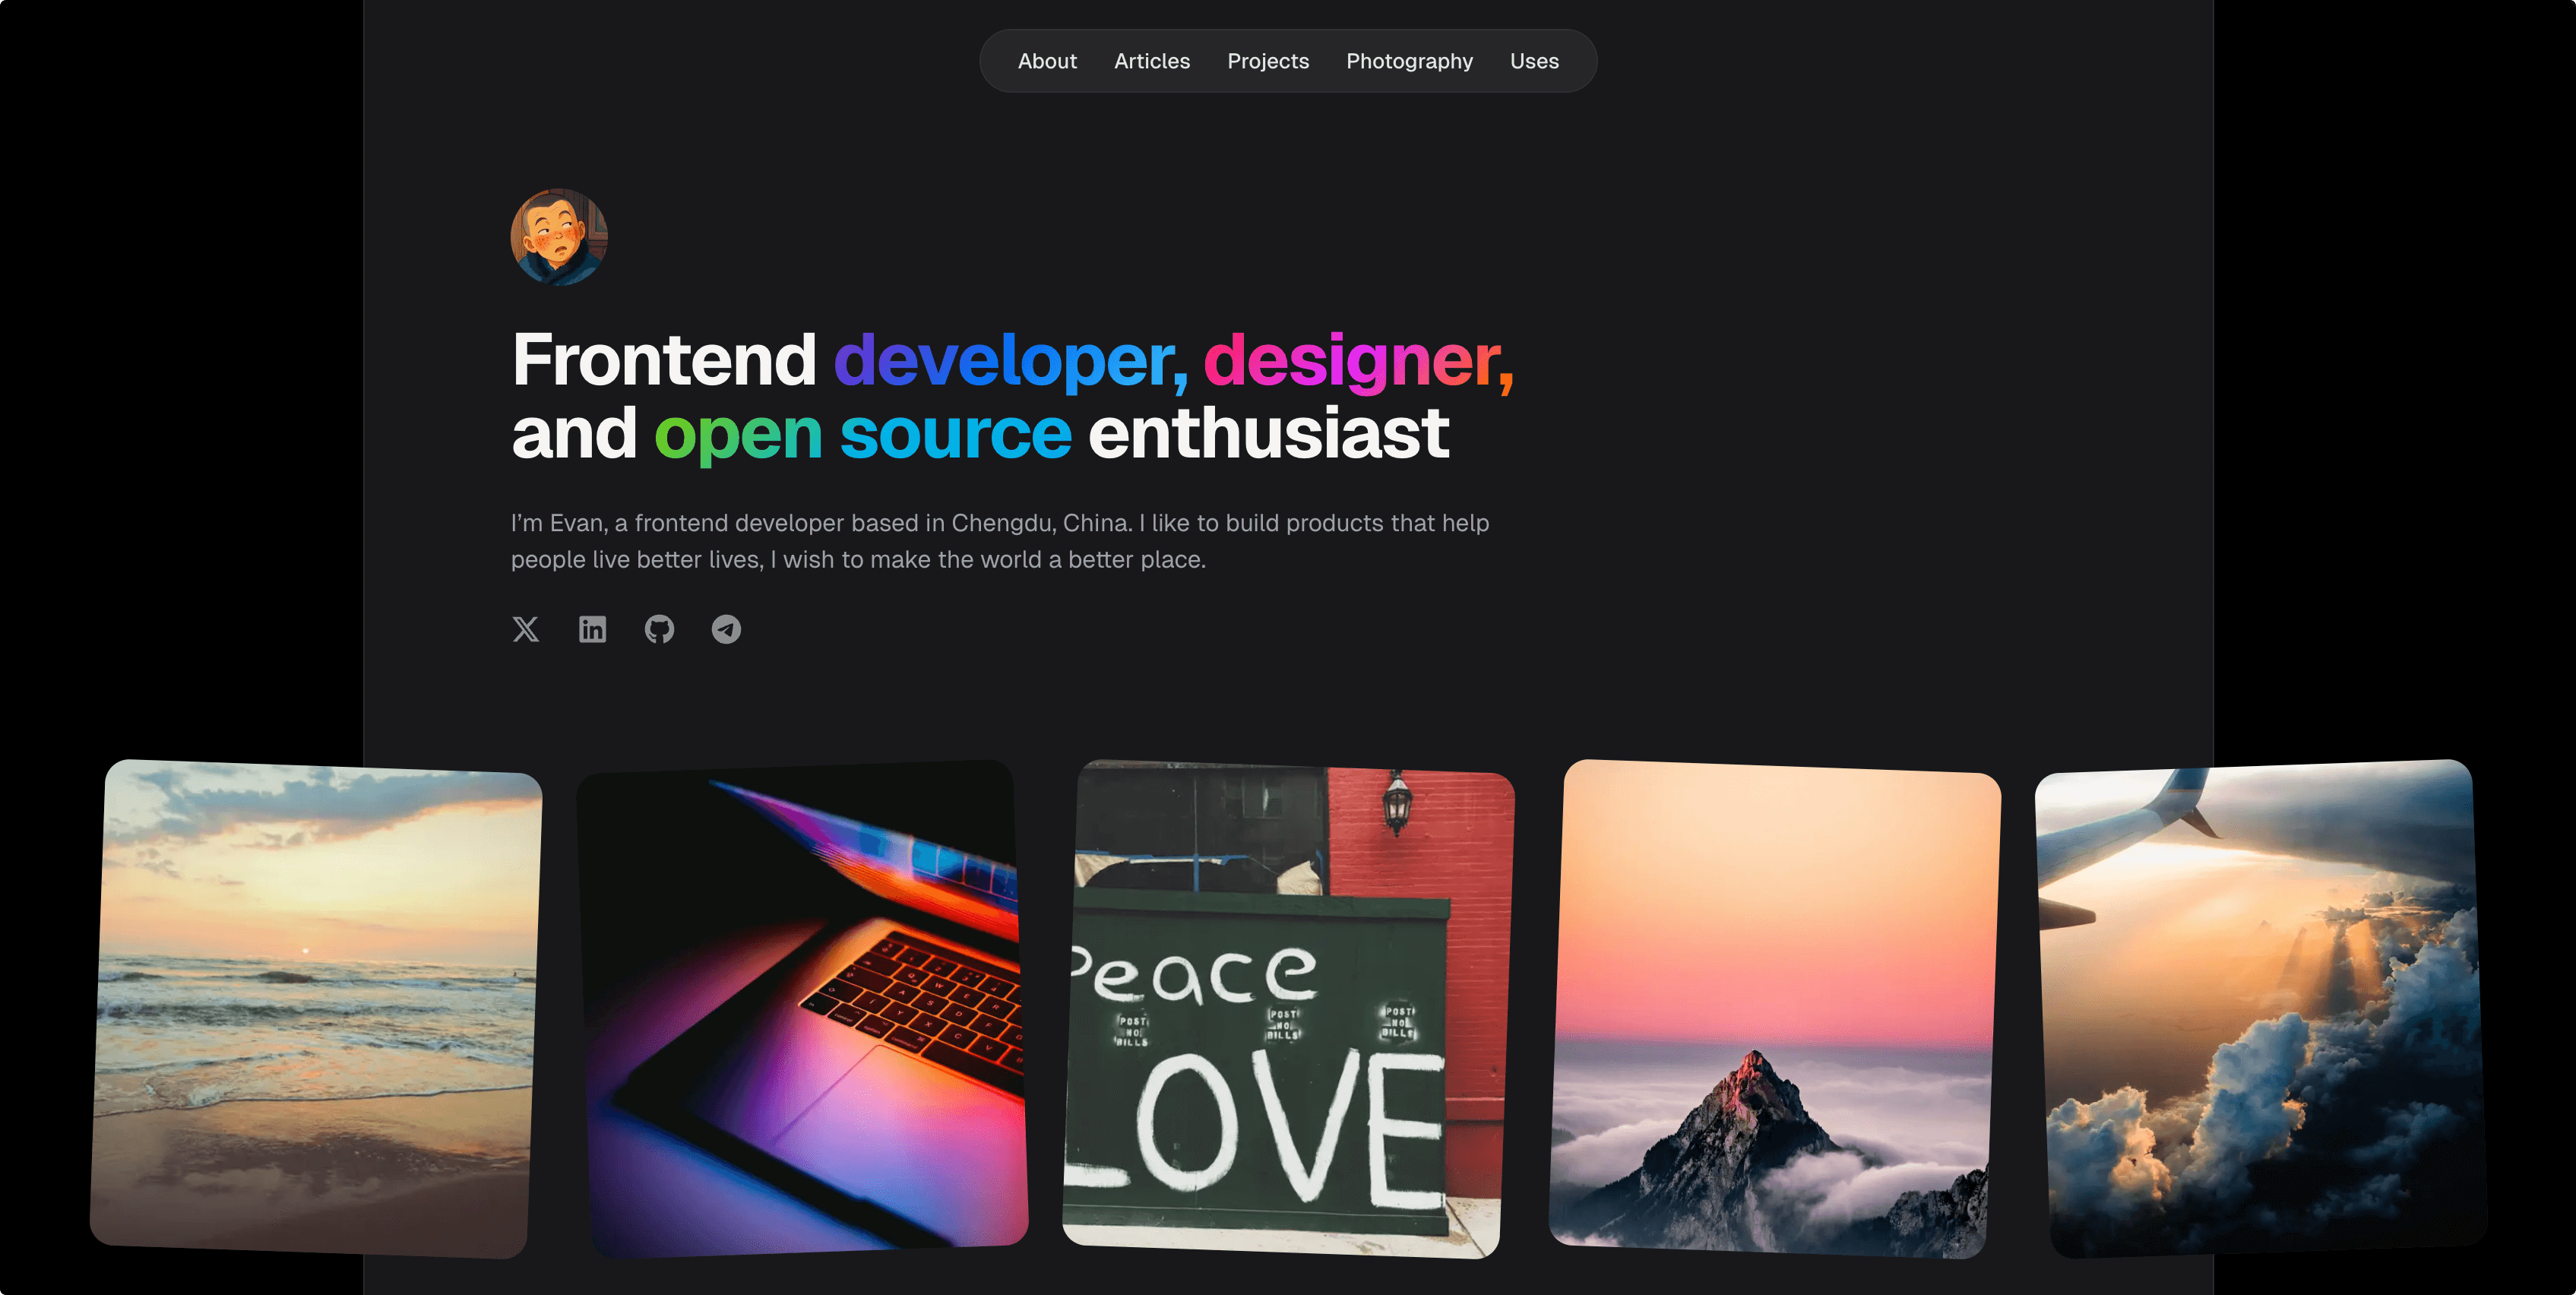 About Articles Projects Photography Uses
Frontend developer, designer,
and open source enthusiast
I’m Evan, a frontend developer based in Chengdu, China. I like to build products that help
people live better lives, I wish to make the world a better place.
Peace
POST NO BILLS
POST NO BILLS
POST NO BILLS
LOVE